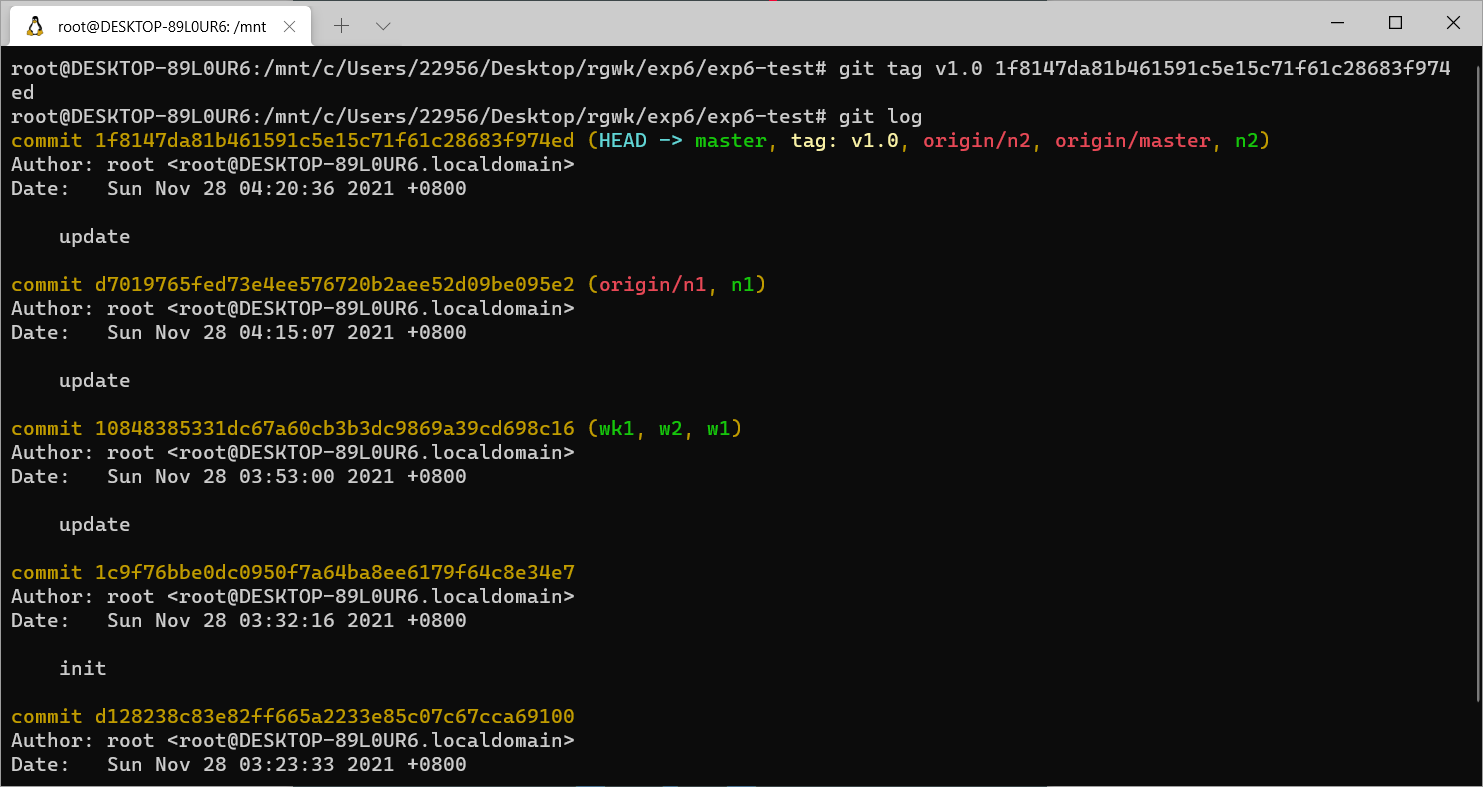 root@DESKTOP-89L0UR6: /mnt
root@DESKTOP-89L0UR6:/mnt/c/Users/22956/Desktop/rgwk/exp6/exp6-test# git tag v1.0 1f8147da81b461591c5e15c71f61c28683f974
ed
root@DESKTOP-89L0UR6:/mnt/c/Users/22956/Desktop/rgwk/exp6/exp6-test# git log
commit 1f8147da81b461591c5e15c71f61c28683f974ed (HEAD -> master, tag: v1.0, origin/n2, origin/master, n2)
Author: root <root@DESKTOP-89L0UR6.localdomain>
Date:   Sun Nov 28 04:20:36 2021 +0800
    update
commit d7019765fed73e4ee576720b2aee52d09be095e2 (origin/n1, n1)
Author: root <root@DESKTOP-89L0UR6.localdomain>
Date:   Sun Nov 28 04:15:07 2021 +0800
    update
commit 10848385331dc67a60cb3b3dc9869a39cd698c16 (wk1, w2, w1)
Author: root <root@DESKTOP-89L0UR6.localdomain>
Date:   Sun Nov 28 03:53:00 2021 +0800
    update
commit 1c9f76bbe0dc0950f7a64ba8ee6179f64c8e34e7
Author: root <root@DESKTOP-89L0UR6.localdomain>
Date:   Sun Nov 28 03:32:16 2021 +0800
    init
commit d128238c83e82ff665a2233e85c07c67cca69100
Author: root <root@DESKTOP-89L0UR6.localdomain>
Date:   Sun Nov 28 03:23:33 2021 +0800